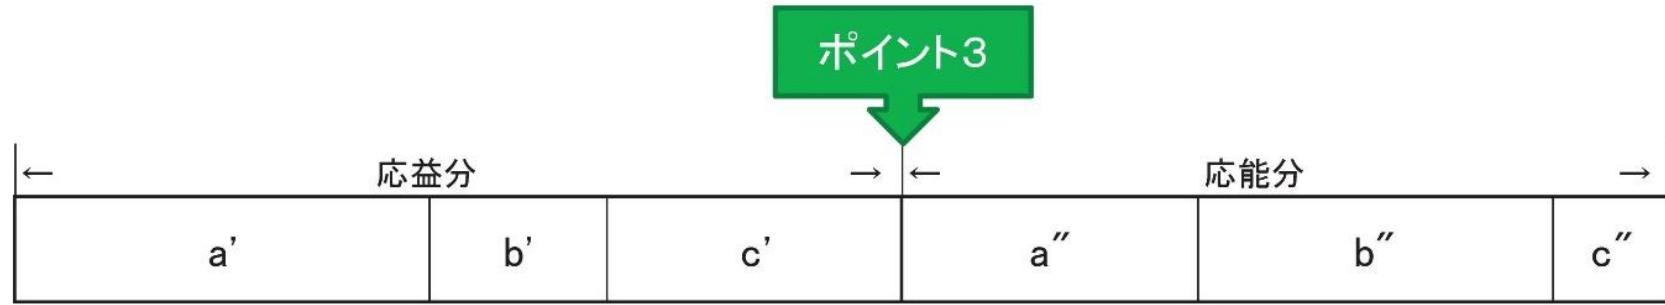 ポイント3
← 応益分 → ← 応能分 →
a' b' c' a″ b″ c″